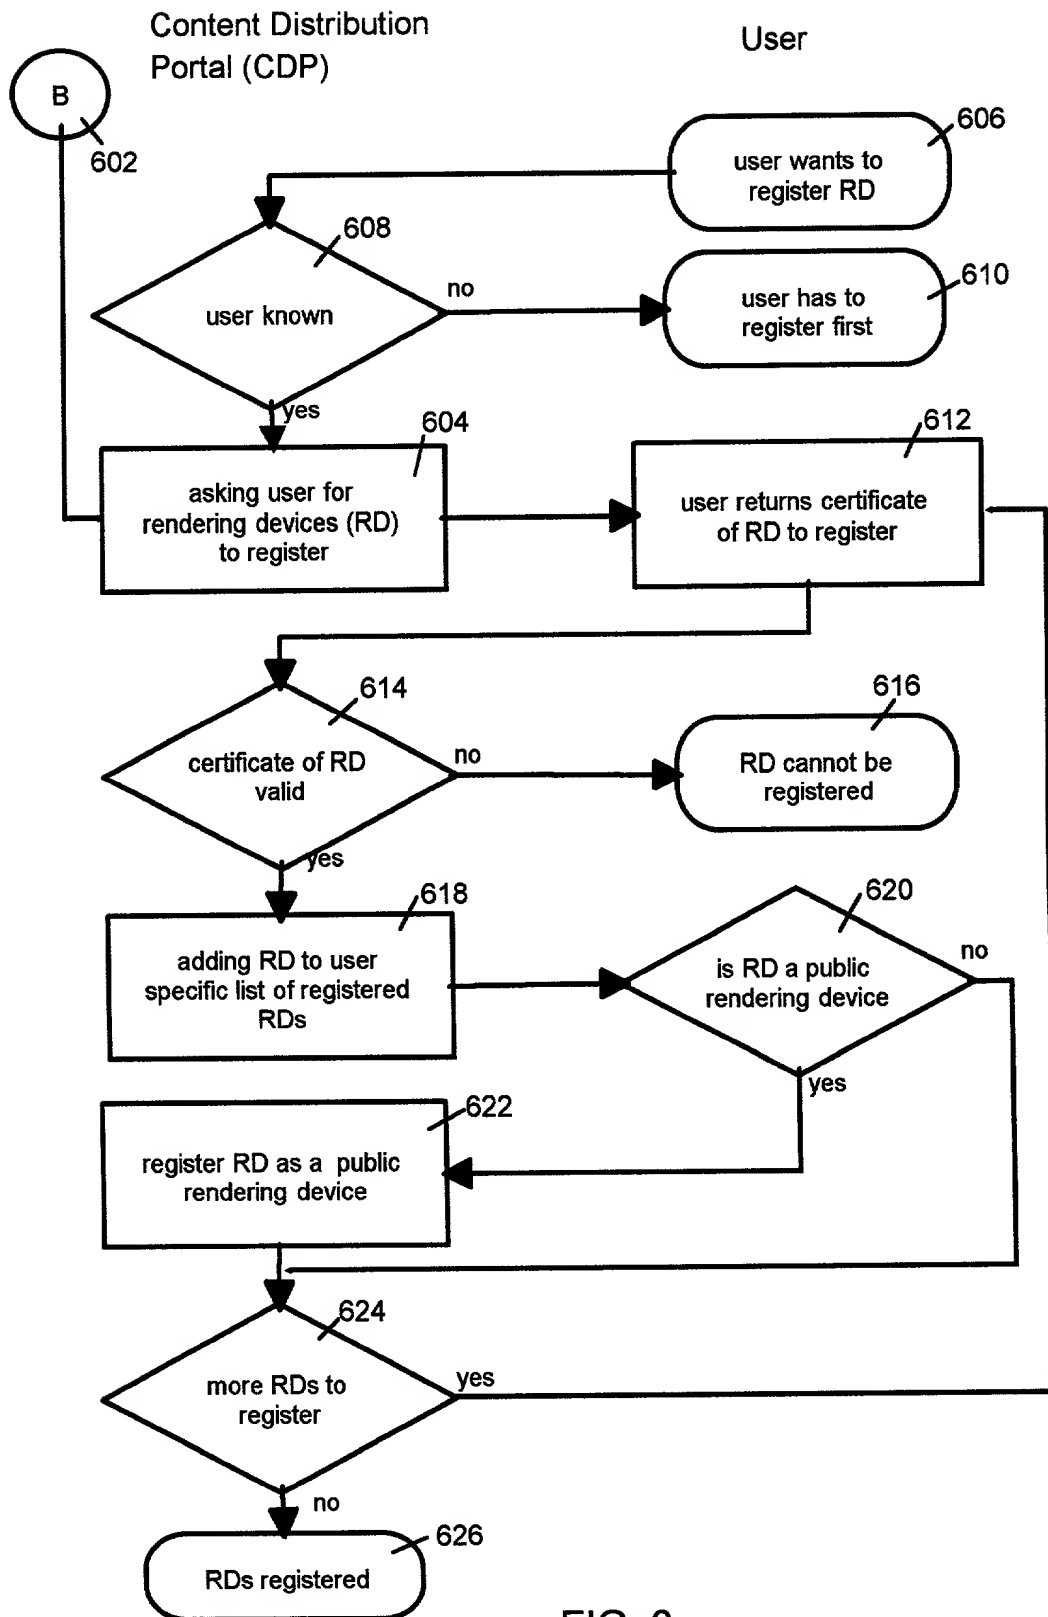 Content Distribution
Portal (CDP)
User
B
602
606
user wants to
register RD
608
user known
no
610
user has to
register first
yes
604
asking user for
rendering devices (RD)
to register
612
user returns certificate
of RD to register
614
certificate of RD
valid
no
616
RD cannot be
registered
yes
618
adding RD to user
specific list of registered
RDs
620
is RD a public
rendering device
no
yes
622
register RD as a public
rendering device
624
more RDs to
register
yes
no
626
RDs registered